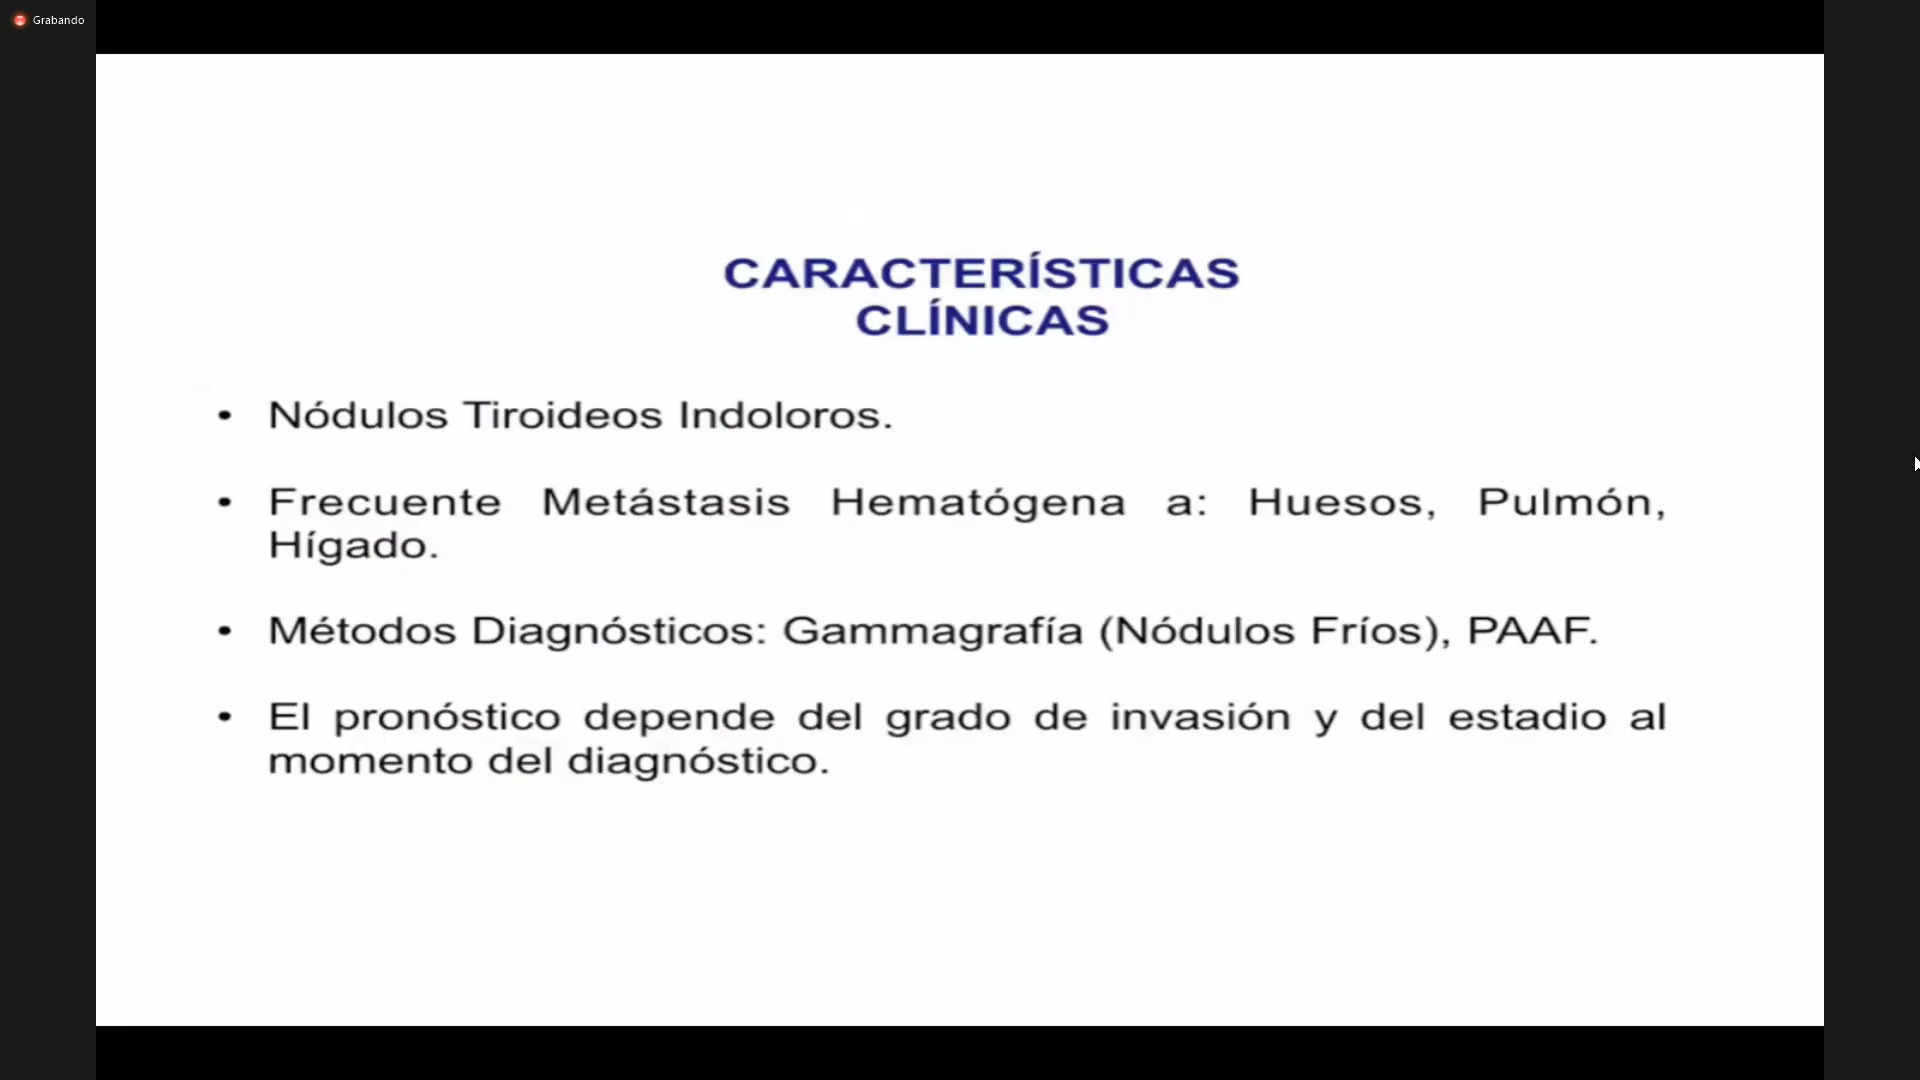 Grabando
CARACTERÍSTICAS
CLÍNICAS
• Nódulos Tiroideos Indoloros.
• Frecuente Metástasis Hematógena a: Huesos, Pulmón,
Hígado.
• Métodos Diagnósticos: Gammagrafía (Nódulos Fríos), PAAF.
• El pronóstico depende del grado de invasión y del estadio al
momento del diagnóstico.